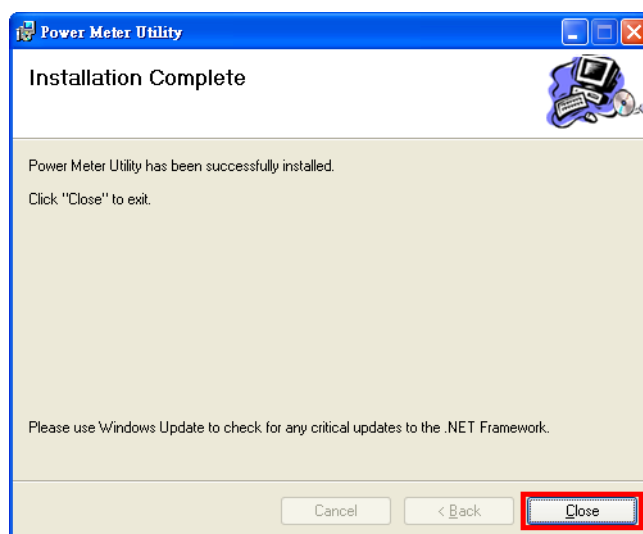 Power Meter Utility
Installation Complete
Power Meter Utility has been successfully installed.
Click "Close" to exit.
Please use Windows Update to check for any critical updates to the .NET Framework.
Cancel
< Back
Close